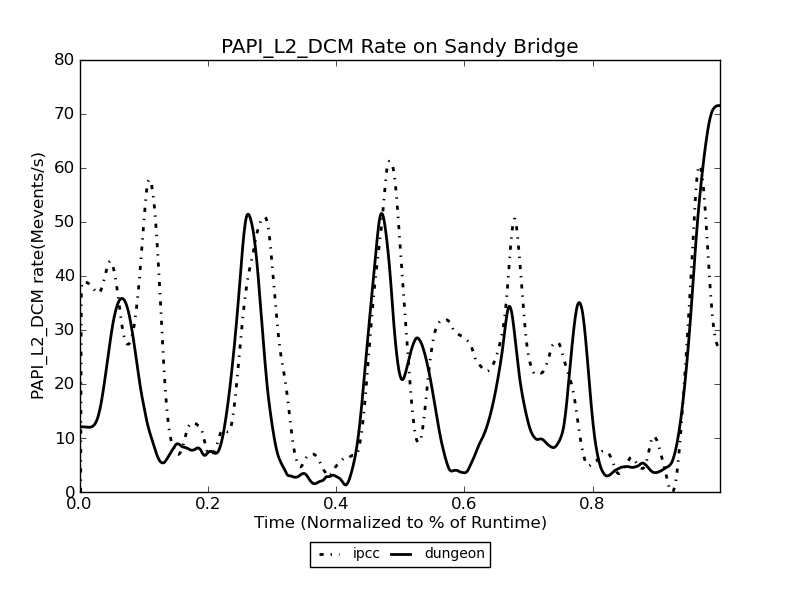 PAPI_L2_DCM Rate on Sandy Bridge
80
70
60
50
40
30
20
10
0
PAPI_L2_DCM rate(Mevents/s)
0.0 0.2 0.4 0.6 0.8
Time (Normalized to % of Runtime)
ipcc dungeon